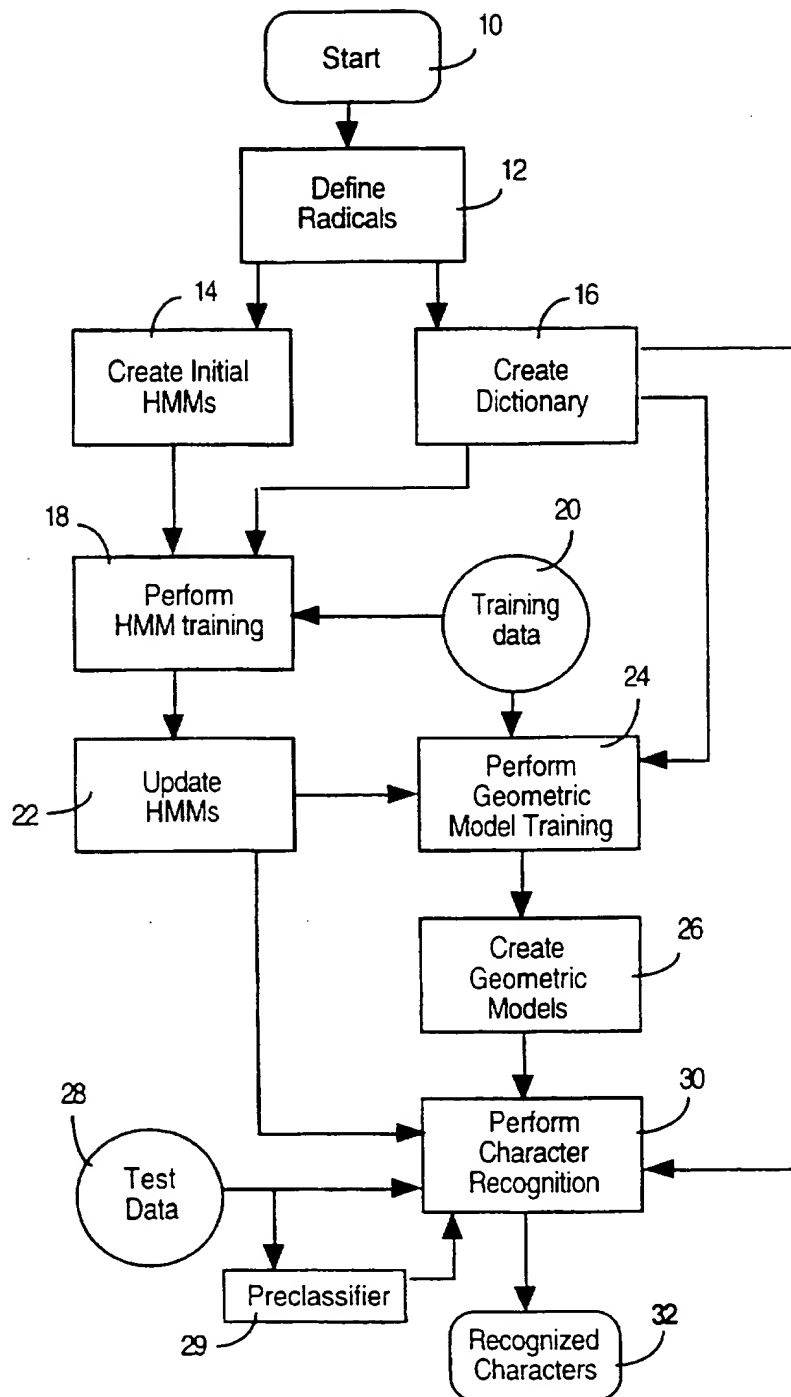 Start
10
Define
Radicals
12
14
16
Create Initial
HMMs
Create
Dictionary
18
20
Perform
HMM training
Training
data
24
Update
HMMs
22
Perform
Geometric
Model Training
Create
Geometric
Models
26
28
30
Test
Data
Perform
Character
Recognition
Preclassifier
29
Recognized
Characters
32